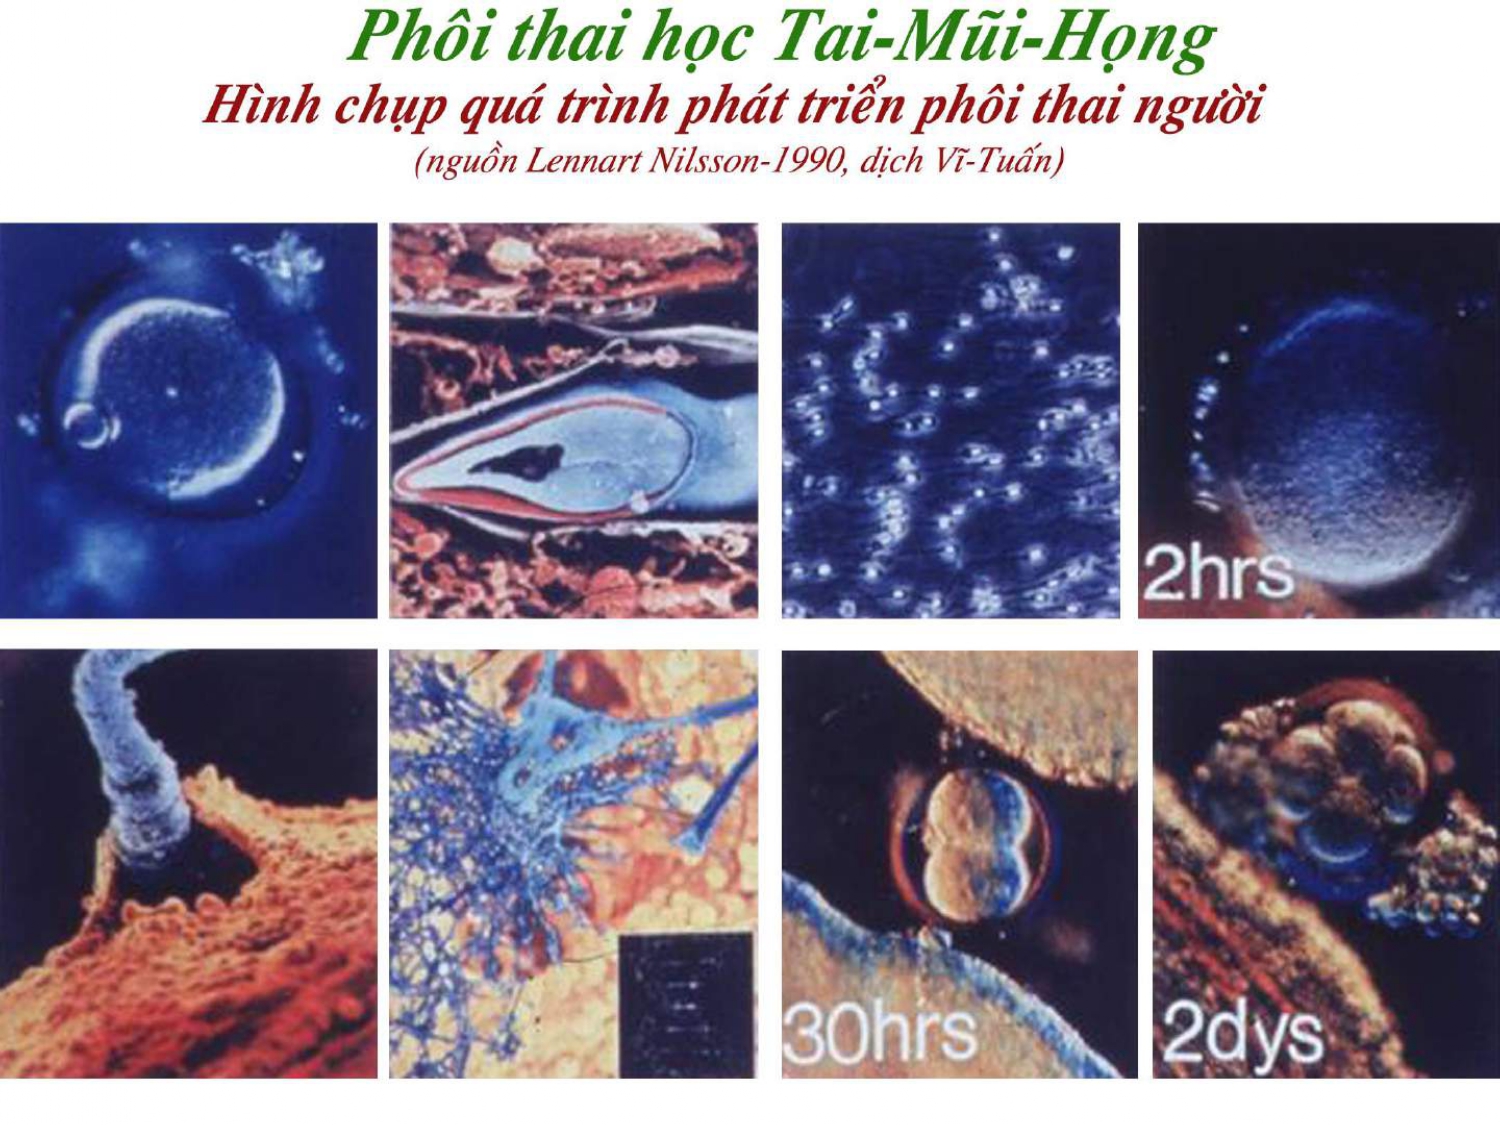 Phôi thai học Tai-Mũi-Họng
Hình chụp quá trình phát triển phôi thai người
(nguồn Lennart Nilsson-1990, dịch Vĩ-Tuấn)
2hrs
30hrs
2dys